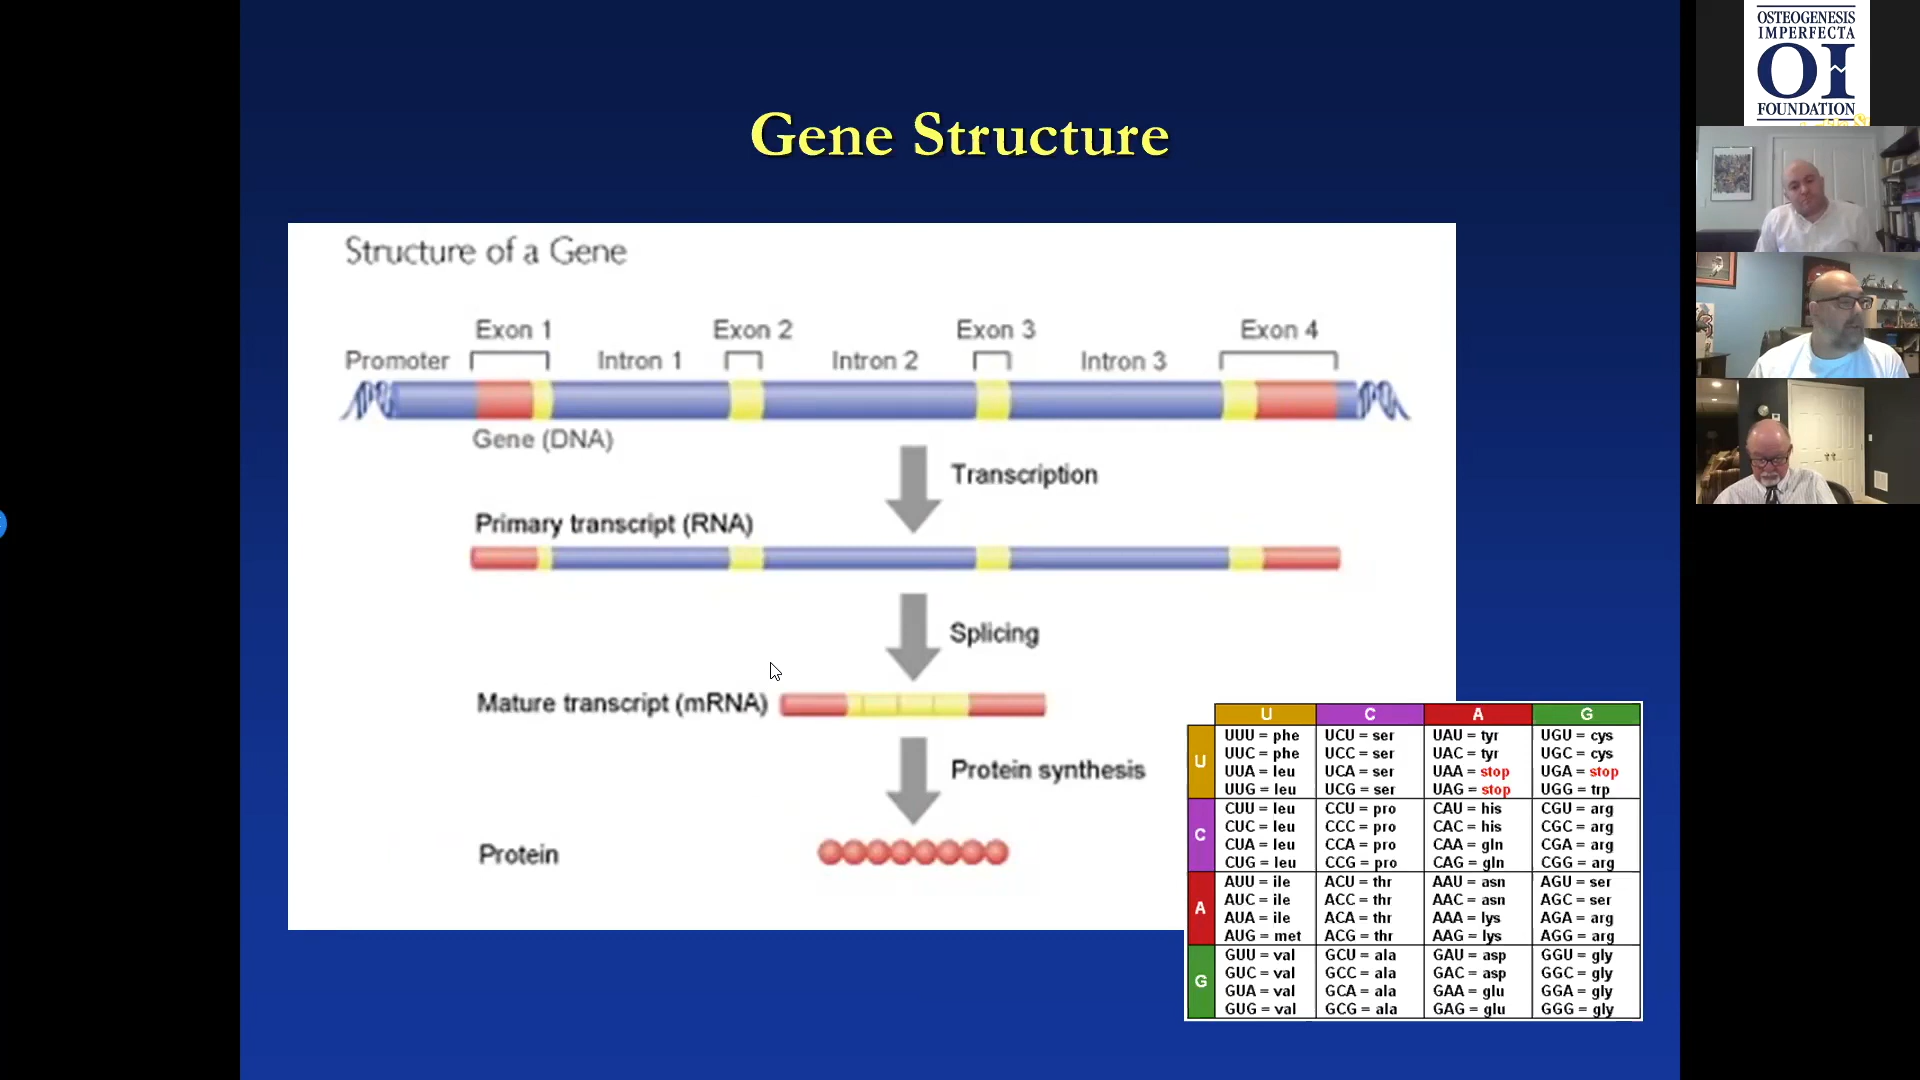 Gene Structure
Structure of a Gene
Exon 1 Exon 2 Exon 3 Exon 4
Promoter Intron 1 Intron 2 Intron 3
Gene (DNA)
Transcription
Primary transcript (RNA)
Splicing
Mature transcript (mRNA)
Protein synthesis
Protein
U C A G
U
UUU = phe UCU = ser UAU = tyr UGU = cys
UUC = phe UCC = ser UAC = tyr UGC = cys
UUA = leu UCA = ser UAA = stop UGA = stop
UUG = leu UCG = ser UAG = stop UGG = trp
C
CUU = leu CCU = pro CAU = his CGU = arg
CUC = leu CCC = pro CAC = his CGC = arg
CUA = leu CCA = pro CAA = gln CGA = arg
CUG = leu CCG = pro CAG = gln CGG = arg
A
AUU = ile ACU = thr AAU = asn AGU = ser
AUC = ile ACC = thr AAC = asn AGC = ser
AUA = ile ACA = thr AAA = lys AGA = arg
AUG = met ACG = thr AAG = lys AGG = arg
G
GUU = val GCU = ala GAU = asp GGU = gly
GUC = val GCC = ala GAC = asp GGC = gly
GUA = val GCA = ala GAA = glu GGA = gly
GUG = val GCG = ala GAG = glu GGG = gly
OSTEOGENESIS
IMPERFECTA
OI
FOUNDATION